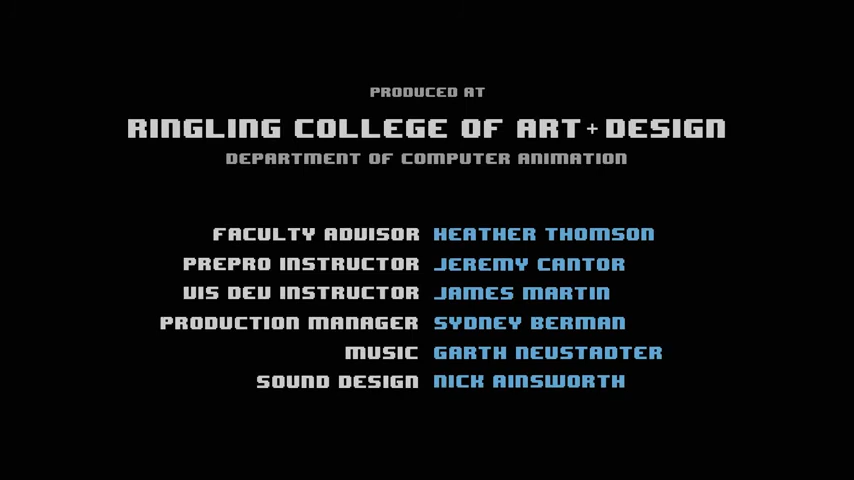 PRODUCED AT
RINGLING COLLEGE OF ART + DESIGN
DEPARTMENT OF COMPUTER ANIMATION
FACULTY ADVISOR HEATHER THOMSON
PREPRO INSTRUCTOR JEREMY CANTOR
VIS DEV INSTRUCTOR JAMES MARTIN
PRODUCTION MANAGER SYDNEY BERMAN
MUSIC GARTH NEUSTADTER
SOUND DESIGN NICK AINSWORTH